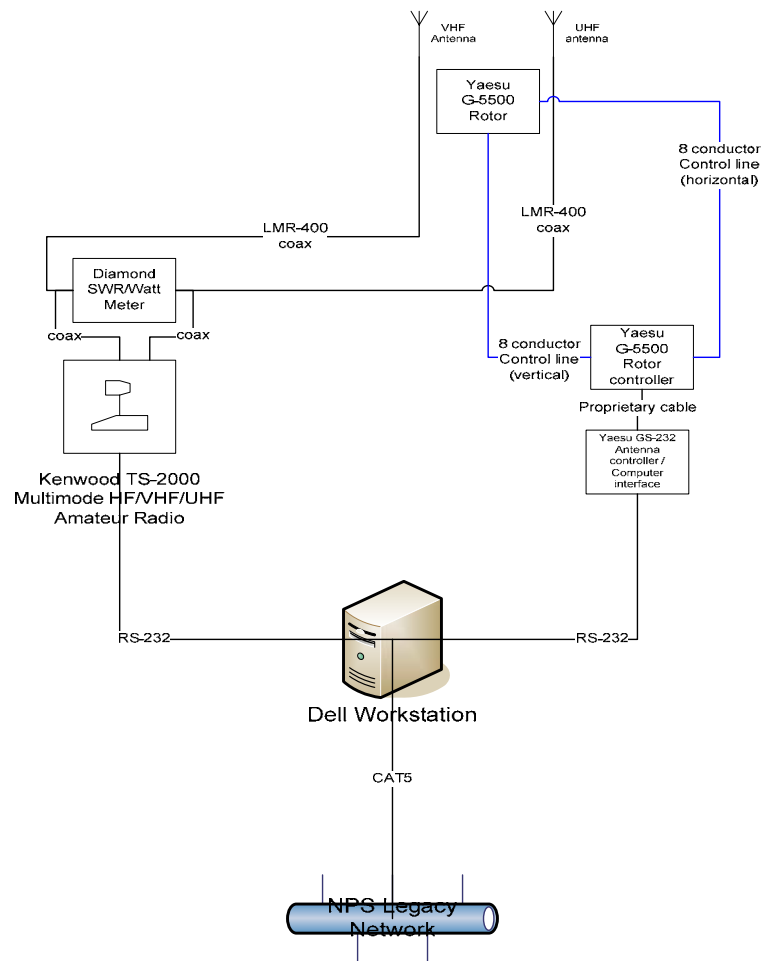 VHF
Antenna
UHF
antenna
Yaesu
G-5500
Rotor
8 conductor
Control line
(horizontal)
LMR-400
coax
LMR-400
coax
Diamond
SWR/Watt
Meter
coax
coax
8 conductor
Control line
(vertical)
Yaesu
G-5500
Rotor
controller
Proprietary cable
Yaesu GS-232
Antenna
controller /
Computer
interface
Kenwood TS-2000
Multimode HF/VHF/UHF
Amateur Radio
RS-232
RS-232
Dell Workstation
CAT5
NPS Legacy
Network